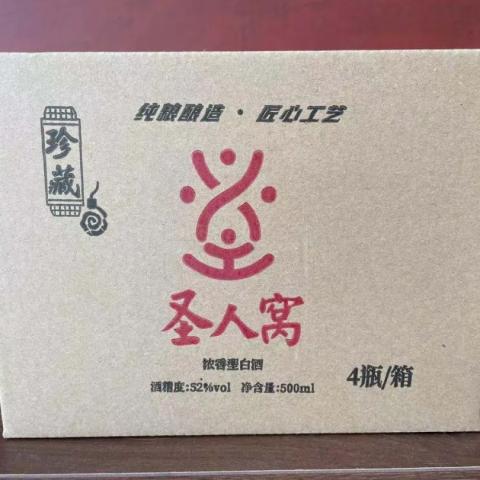 纯粮酿造·匠心工艺
珍藏
圣人窝
浓香型白酒
酒精度:52%vol 净含量:500ml
4瓶/箱